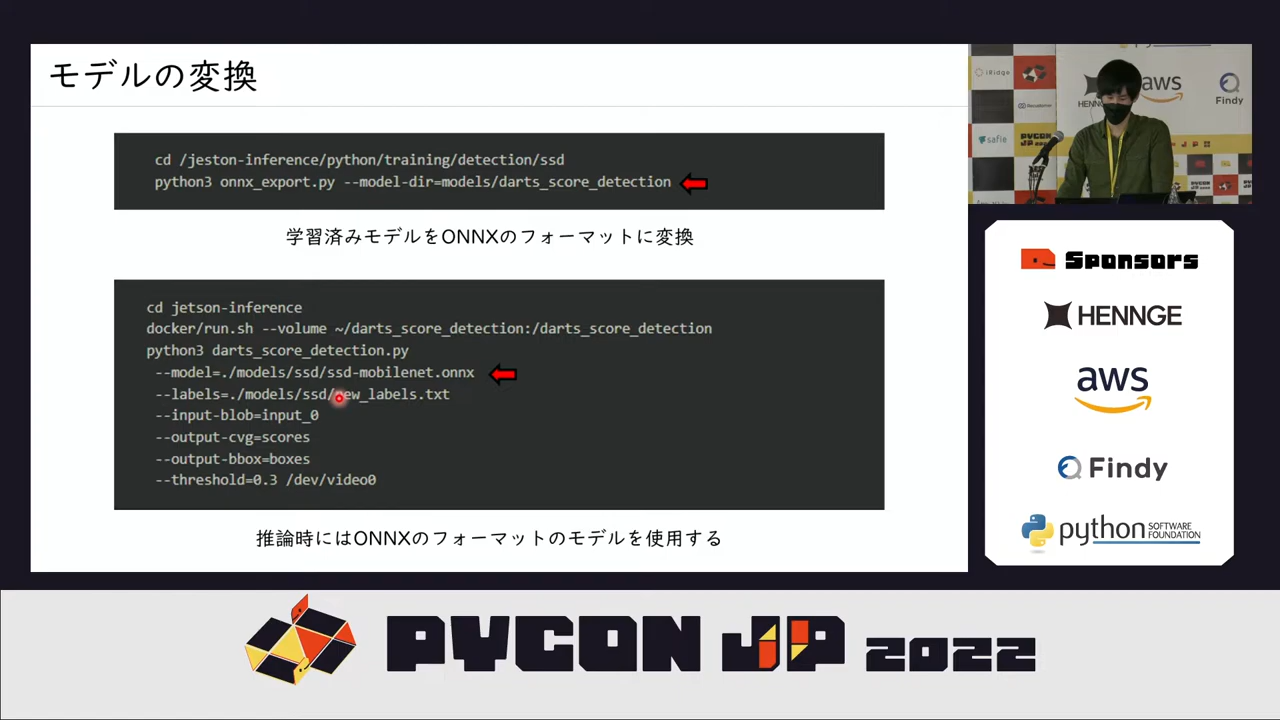 モデルの変換
cd /jeston-inference/python/training/detection/ssd
python3 onnx_export.py --model-dir=models/darts_score_detection
学習済みモデルをONNXのフォーマットに変換
cd jetson-inference
docker/run.sh --volume ~/darts_score_detection:/darts_score_detection
python3 darts_score_detection.py
--model=./models/ssd/ssd-mobilenet.onnx
--labels=./models/ssd/new_labels.txt
--input-blob=input_0
--output-cvg=scores
--output-bbox=boxes
--threshold=0.3 /dev/video0
推論時にはONNXのフォーマットのモデルを使用する
iRidge
aws
Findy
safie
Sponsors
HENNGE
aws
Findy
python SOFTWARE FOUNDATION
PYCON JP 2022